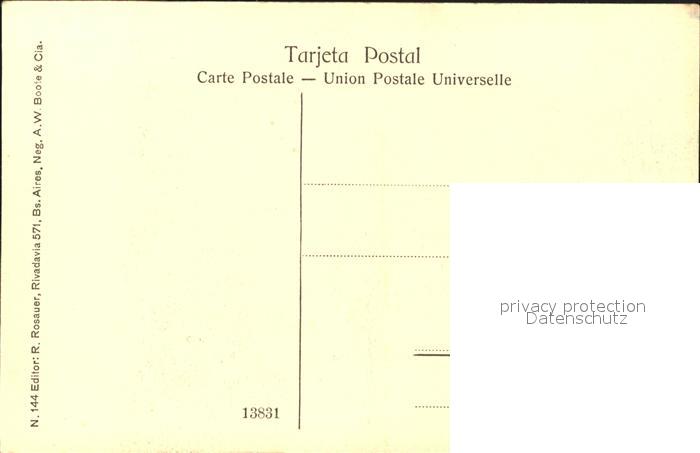 Tarjeta Postal
Carte Postale — Union Postale Universelle
N. 144 Editor: R. Rosauer, Rivadavia 571, Bs. Aires, Neg. A.W. Boote & Cia.
privacy protection
Datenschutz
13831